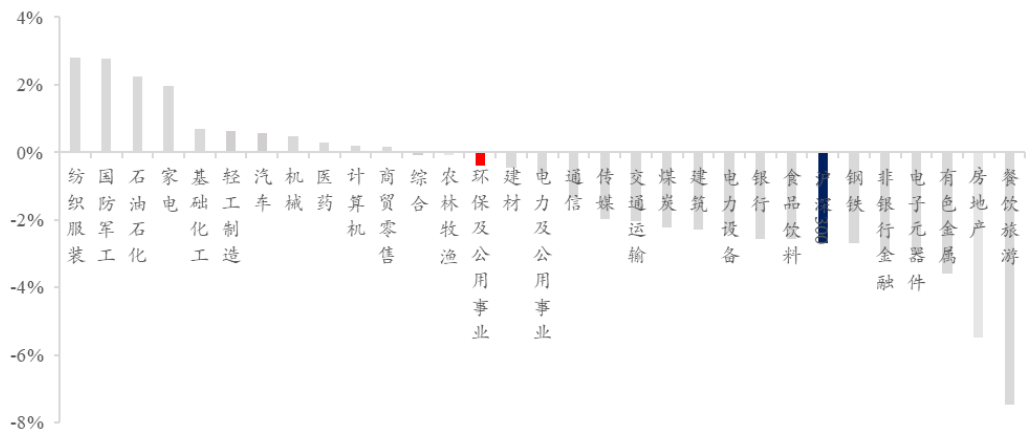 4%
2%
0%
-2%
-4%
-6%
-8%
纺织服装
国防军工
石油石化
家电
基础化工
轻工制造
汽车
机械
医药
计算机
商贸零售
综合
农林牧渔
环保及公用事业
建材
电力及公用事业
通信
传媒
交通运输
煤炭
建筑
电力设备
银行
食品饮料
沪深300
钢铁
非银行金融
电子元器件
有色金属
房地产
餐饮旅游